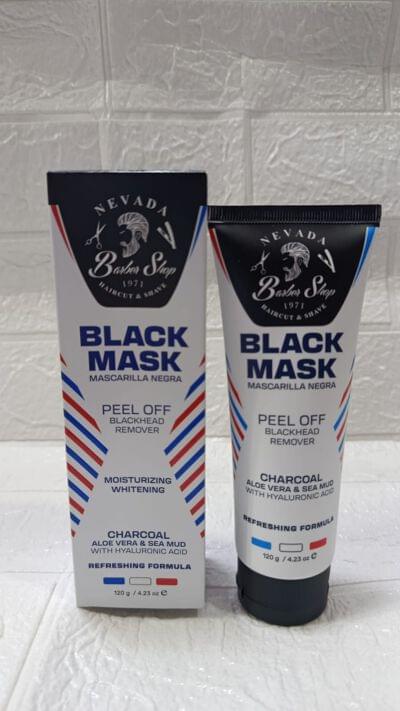 NEVADA
Barber Shop
1971
HAIRCUT & SHAVE
BLACK
MASK
MASCARILLA NEGRA
PEEL OFF
BLACKHEAD
REMOVER
MOISTURIZING
WHITENING
CHARCOAL
ALOE VERA & SEA MUD
WITH HYALURONIC ACID
REFRESHING FORMULA
120 g / 4.23 oz e
NEVADA
Barber Shop
1971
HAIRCUT & SHAVE
BLACK
MASK
MASCARILLA NEGRA
PEEL OFF
BLACKHEAD
REMOVER
CHARCOAL
ALOE VERA & SEA MUD
WITH HYALURONIC ACID
REFRESHING FORMULA
120 g / 4.23 oz e